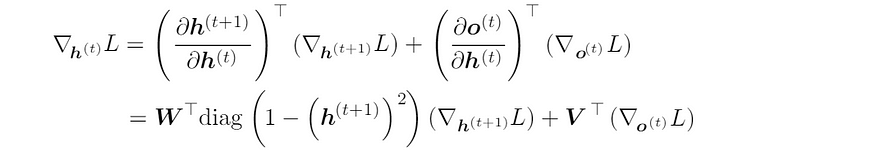 ∇_{𝒉^{(t)}} L = ( ∂𝒉^{(t+1)} / ∂𝒉^{(t)} )^⊤ (∇_{𝒉^{(t+1)}} L) + ( ∂𝒐^{(t)} / ∂𝒉^{(t)} )^⊤ (∇_{𝒐^{(t)}} L)
= 𝑾^⊤ diag ( 1 − ( 𝒉^{(t+1)} )^2 ) (∇_{𝒉^{(t+1)}} L) + 𝑽^⊤ (∇_{𝒐^{(t)}} L)